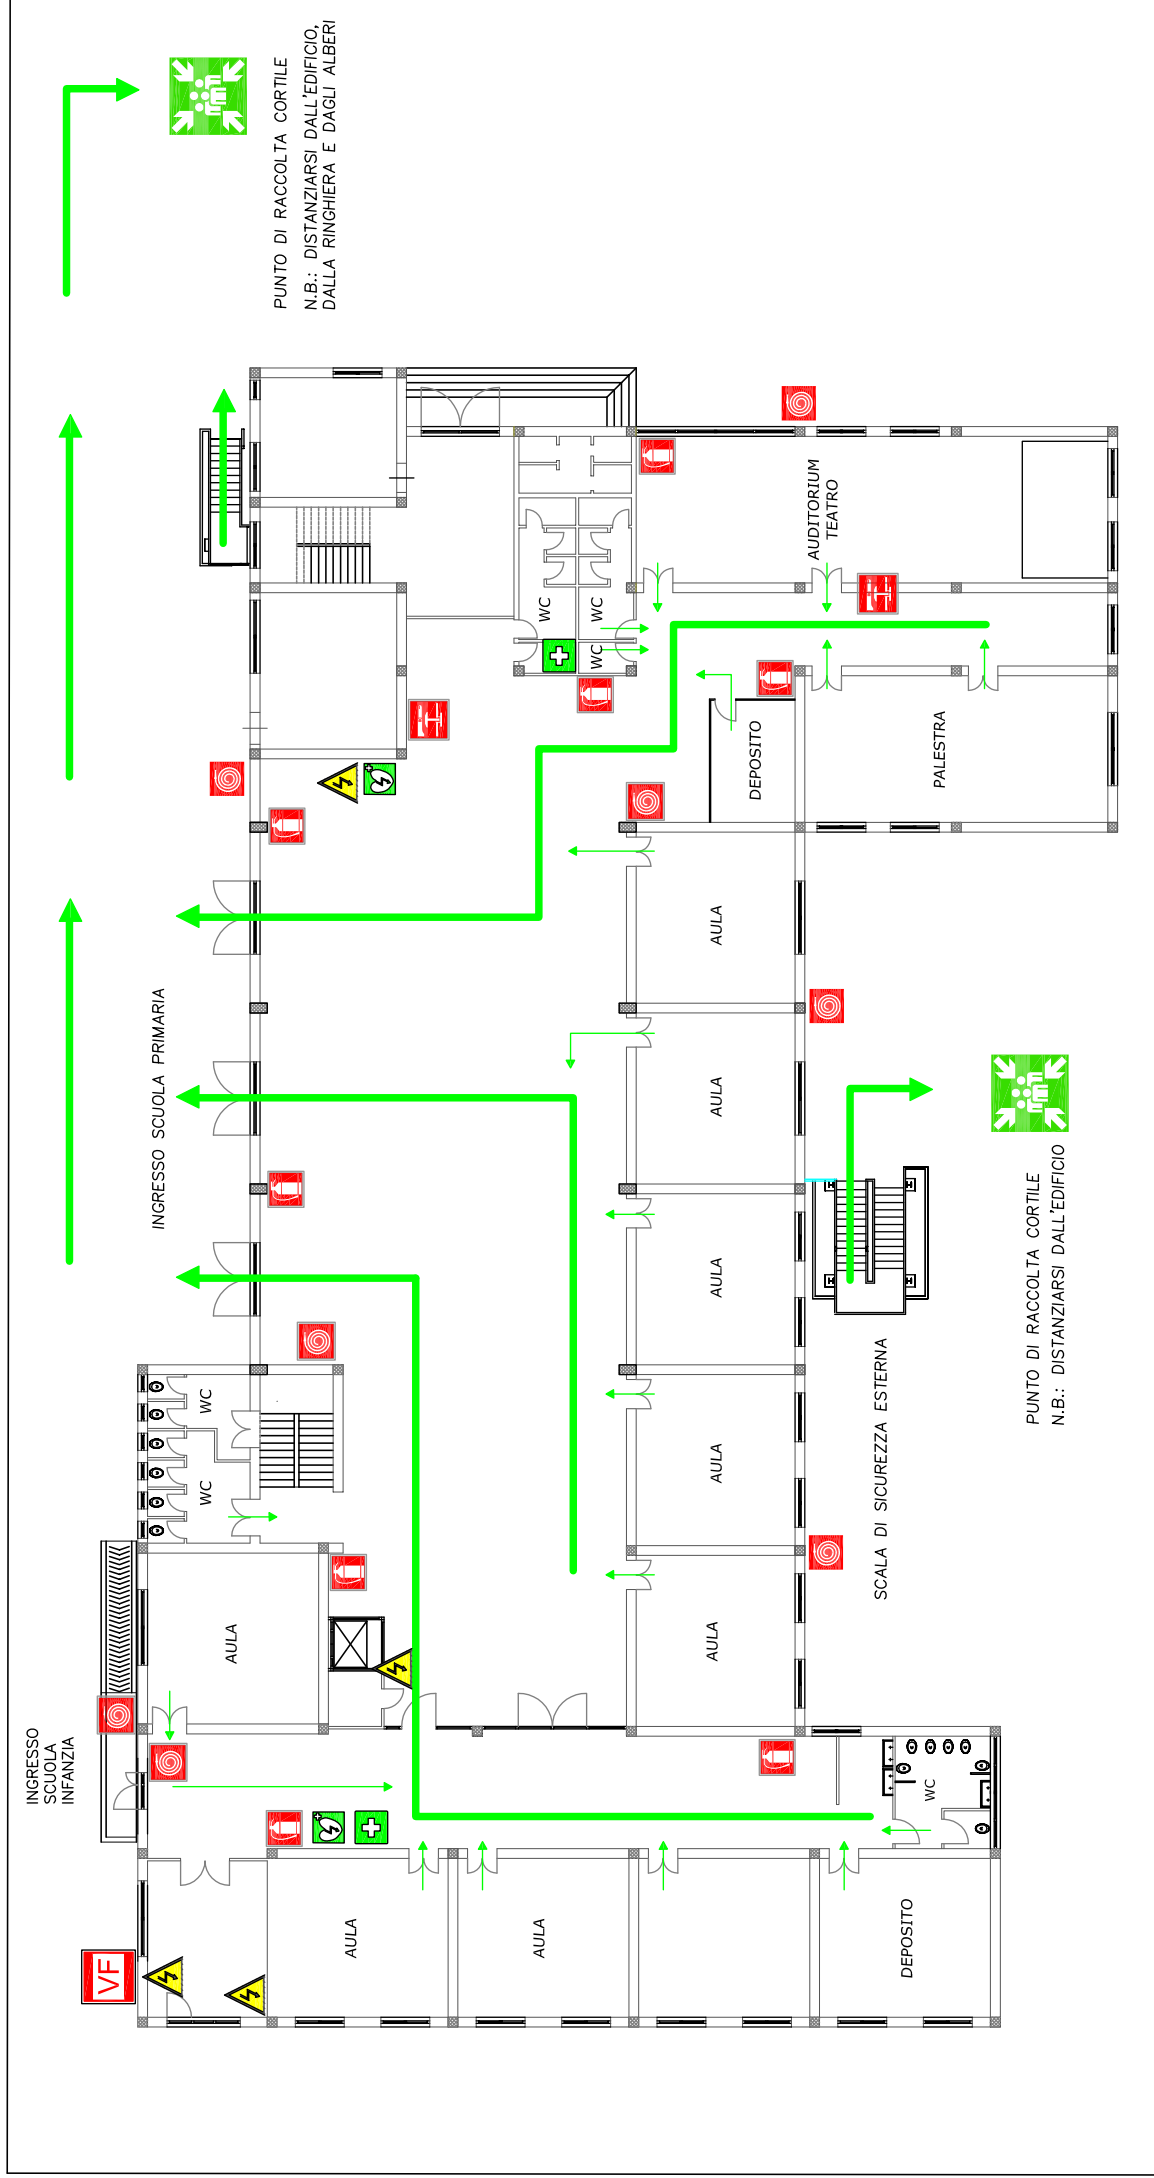 INGRESSO
SCUOLA
INFANZIA
VF
INGRESSO SCUOLA PRIMARIA
WC
WC
AULA
PUNTO DI RACCOLTA CORTILE
N.B.: DISTANZIARSI DALL'EDIFICIO,
DALLA RINGHIERA E DAGLI ALBERI
AULA
AULA
WC
WC
WC
AULA
AULA
AULA
AULA
AULA
DEPOSITO
AUDITORIUM
TEATRO
SCALA DI SICUREZZA ESTERNA
DEPOSITO
WC
PALESTRA
PUNTO DI RACCOLTA CORTILE
N.B.: DISTANZIARSI DALL'EDIFICIO